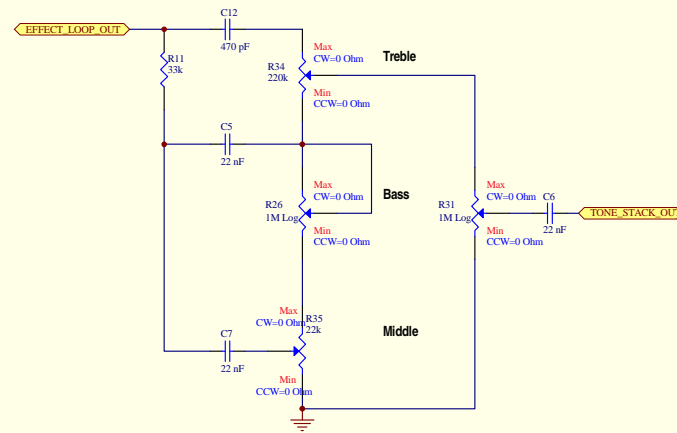 C12
EFFECT_LOOP_OUT
470 pF
R11
33k
Max
CW=0 Ohm
Treble
R34
220k
Min
CCW=0 Ohm
C5
22 nF
Max
CW=0 Ohm
Bass
R26
1M Log
Min
CCW=0 Ohm
Max
CW=0 Ohm
R31
1M Log
Min
CCW=0 Ohm
C6
22 nF
TONE_STACK_OUT
Max
CW=0 Ohm
R35
22k
Middle
C7
22 nF
Min
CCW=0 Ohm